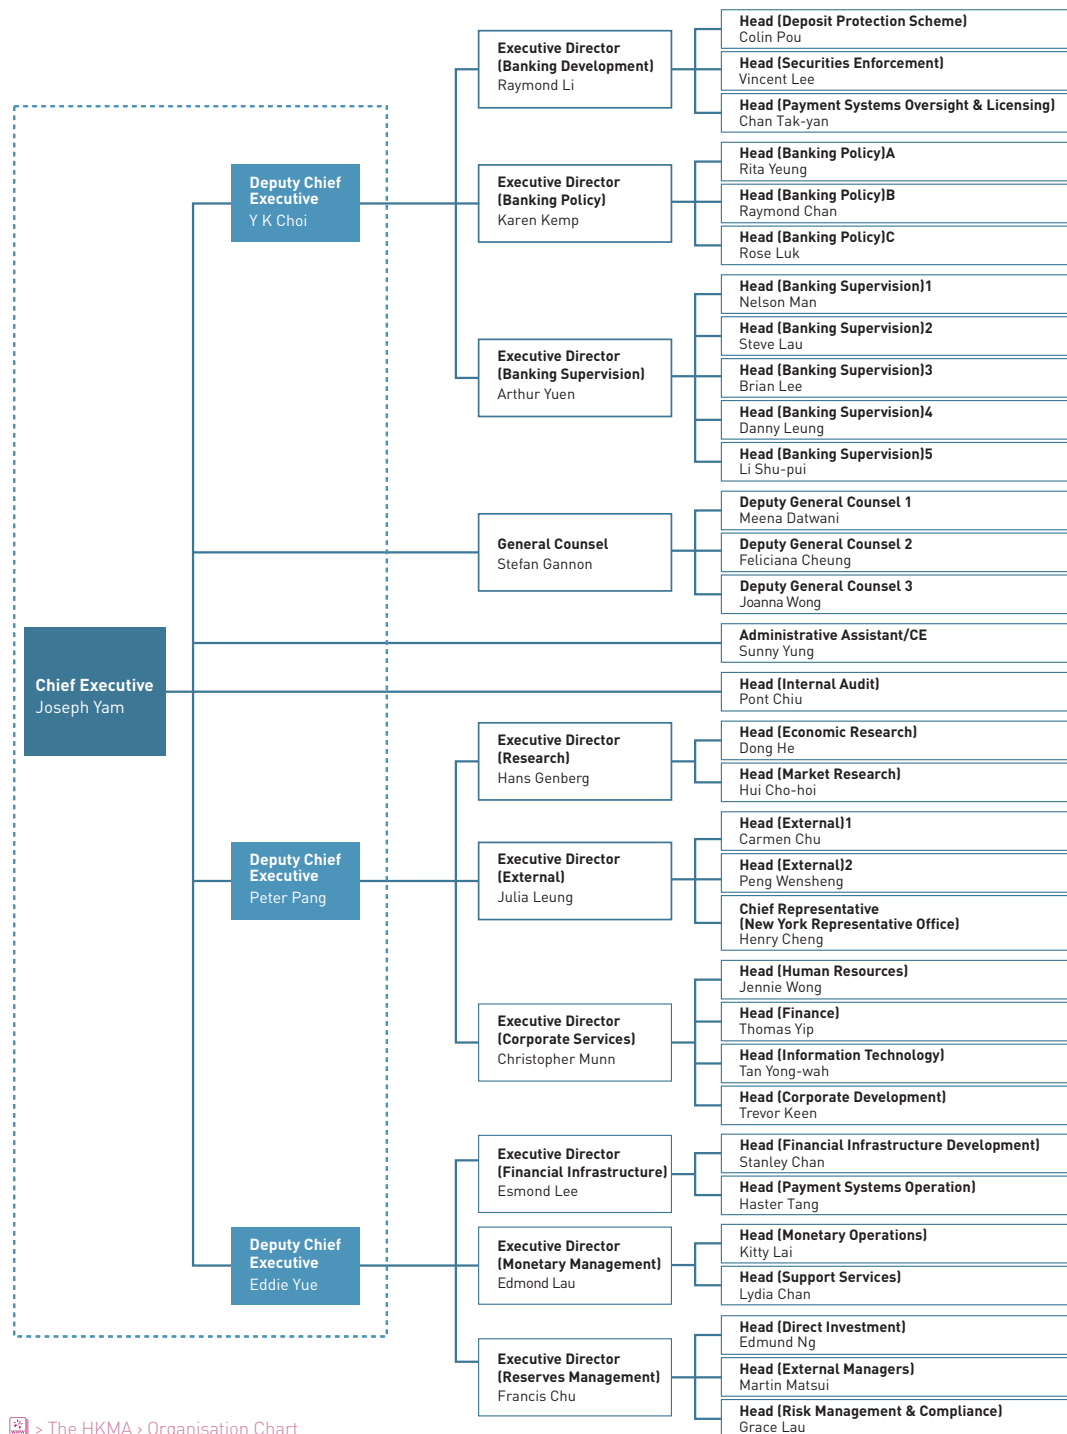 Chief Executive
Joseph Yam
Deputy Chief
Executive
Y K Choi
Executive Director
(Banking Development)
Raymond Li
Head (Deposit Protection Scheme)
Colin Pou
Head (Securities Enforcement)
Vincent Lee
Head (Payment Systems Oversight & Licensing)
Chan Tak-yan
Executive Director
(Banking Policy)
Karen Kemp
Head (Banking Policy)A
Rita Yeung
Head (Banking Policy)B
Raymond Chan
Head (Banking Policy)C
Rose Luk
Executive Director
(Banking Supervision)
Arthur Yuen
Head (Banking Supervision)1
Nelson Man
Head (Banking Supervision)2
Steve Lau
Head (Banking Supervision)3
Brian Lee
Head (Banking Supervision)4
Danny Leung
Head (Banking Supervision)5
Li Shu-pui
General Counsel
Stefan Gannon
Deputy General Counsel 1
Meena Datwani
Deputy General Counsel 2
Feliciana Cheung
Deputy General Counsel 3
Joanna Wong
Administrative Assistant/CE
Sunny Yung
Head (Internal Audit)
Pont Chiu
Deputy Chief
Executive
Peter Pang
Executive Director
(Research)
Hans Genberg
Head (Economic Research)
Dong He
Head (Market Research)
Hui Cho-hoi
Executive Director
(External)
Julia Leung
Head (External)1
Carmen Chu
Head (External)2
Peng Wensheng
Chief Representative
(New York Representative Office)
Henry Cheng
Executive Director
(Corporate Services)
Christopher Munn
Head (Human Resources)
Jennie Wong
Head (Finance)
Thomas Yip
Head (Information Technology)
Tan Yong-wah
Head (Corporate Development)
Trevor Keen
Deputy Chief
Executive
Eddie Yue
Executive Director
(Financial Infrastructure)
Esmond Lee
Head (Financial Infrastructure Development)
Stanley Chan
Head (Payment Systems Operation)
Haster Tang
Executive Director
(Monetary Management)
Edmond Lau
Head (Monetary Operations)
Kitty Lai
Head (Support Services)
Lydia Chan
Executive Director
(Reserves Management)
Francis Chu
Head (Direct Investment)
Edmund Ng
Head (External Managers)
Martin Matsui
Head (Risk Management & Compliance)
Grace Lau
www > The HKMA > Organisation Chart